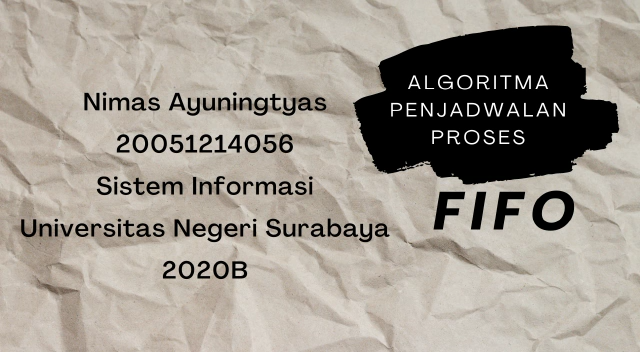 Nimas Ayuningtyas
20051214056
Sistem Informasi
Universitas Negeri Surabaya
2020B
ALGORITMA
PENJADWALAN
PROSES
FIFO